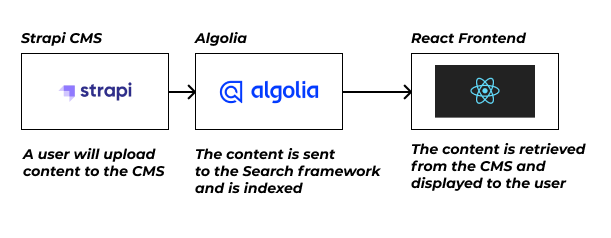 Strapi CMS
Algolia
React Frontend
strapi
algolia
A user will upload
content to the CMS
The content is sent
to the Search framework
and is indexed
The content is retrieved
from the CMS and
displayed to the user